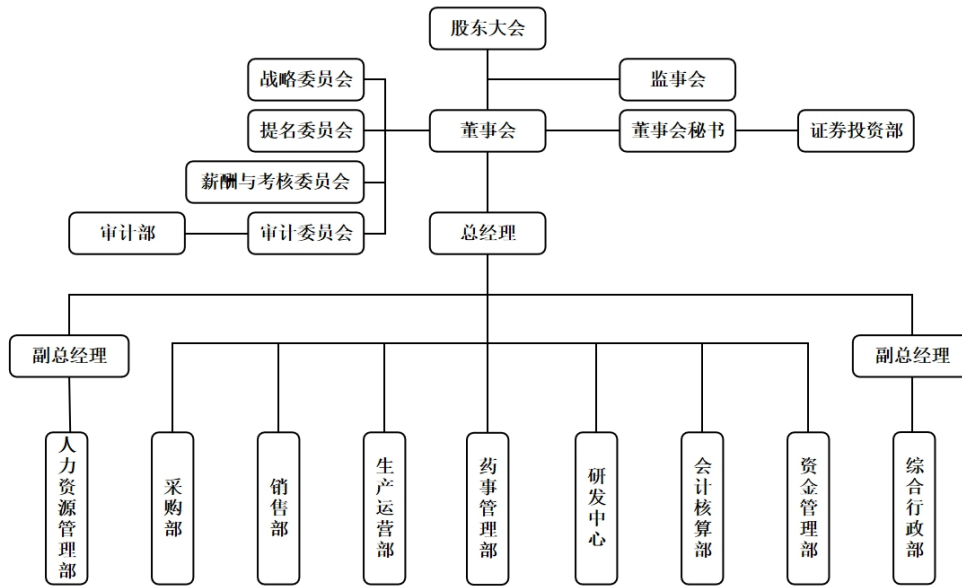 股东大会
战略委员会
监事会
提名委员会
董事会
董事会秘书
证券投资部
薪酬与考核委员会
审计部
审计委员会
总经理
副总经理
副总经理
人力资源管理部
采购部
销售部
生产运营部
药事管理部
研发中心
会计核算部
资金管理部
综合行政部